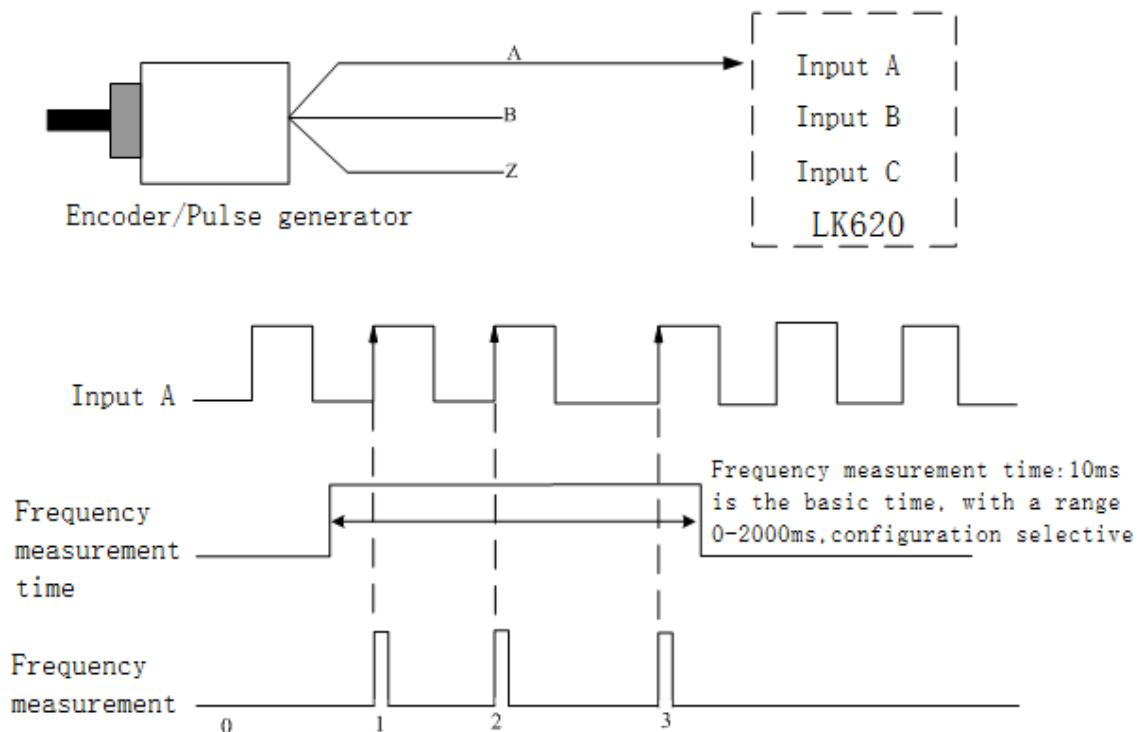 A
B
Z
Input A
Input B
Input C
LK620
Encoder/Pulse generator
Input A
Frequency measurement time:10ms
is the basic time, with a range
0-2000ms,configuration selective
Frequency
measurement
time
Frequency
measurement
0 1 2 3